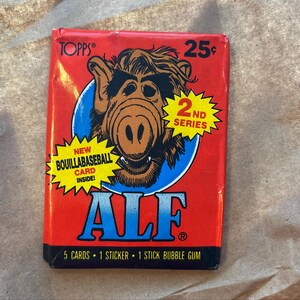 TOPPS®
25¢
2ND
SERIES
NEW
BOUILLABASEBALL
CARD
INSIDE!
ALF®
5 CARDS • 1 STICKER • 1 STICK BUBBLE GUM